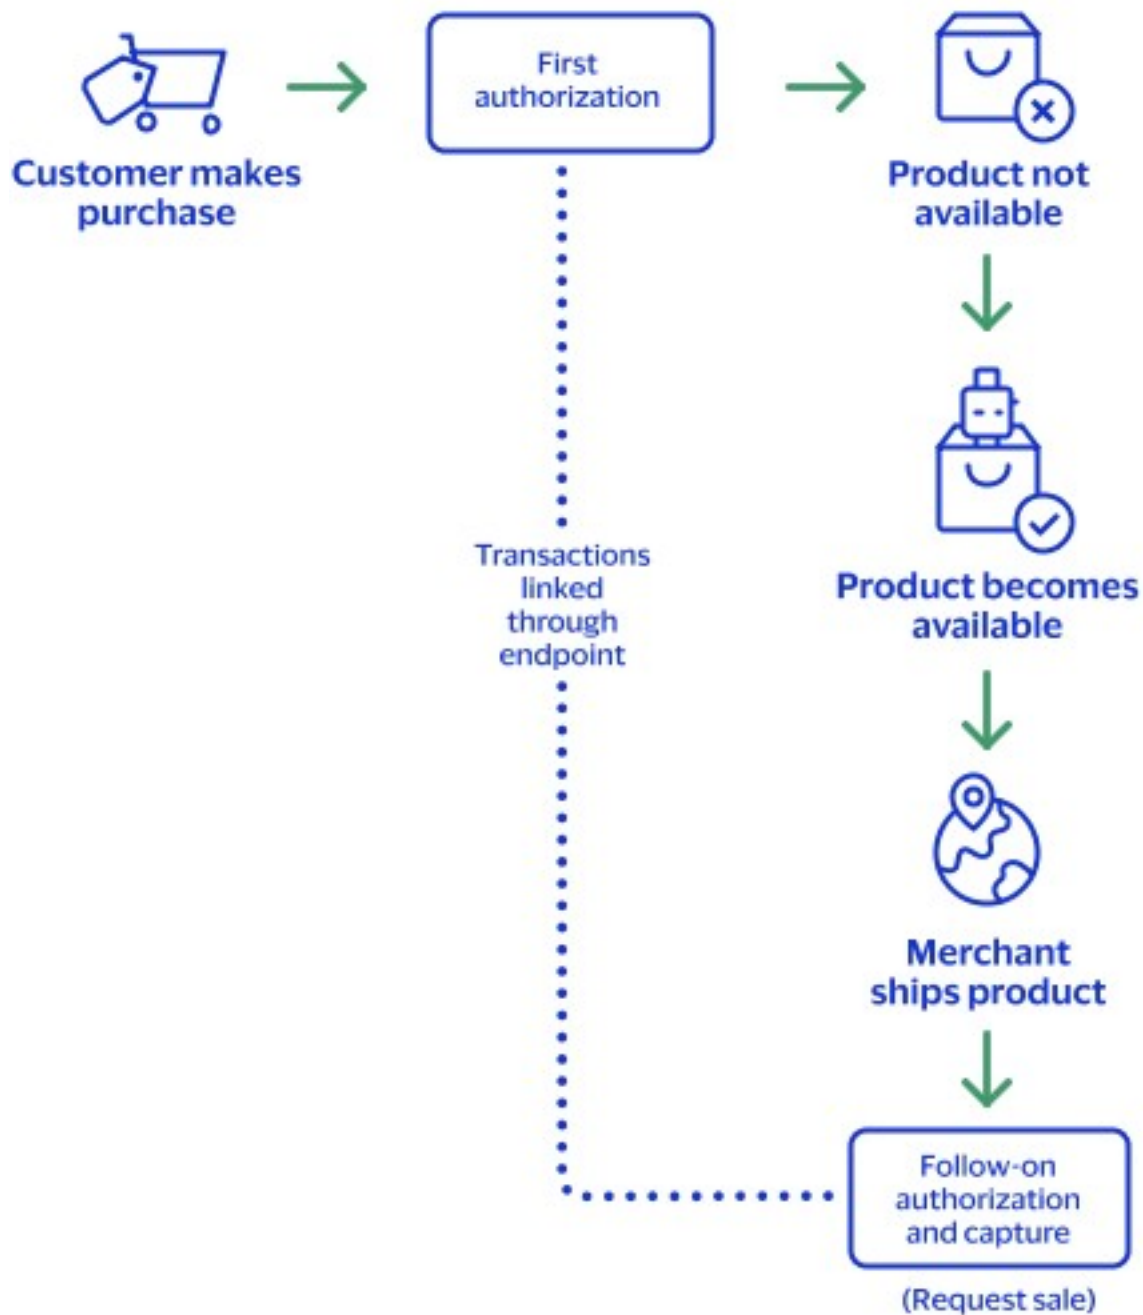 Customer makes
purchase
First
authorization
Product not
available
Product becomes
available
Transactions
linked
through
endpoint
Merchant
ships product
Follow-on
authorization
and capture
(Request sale)